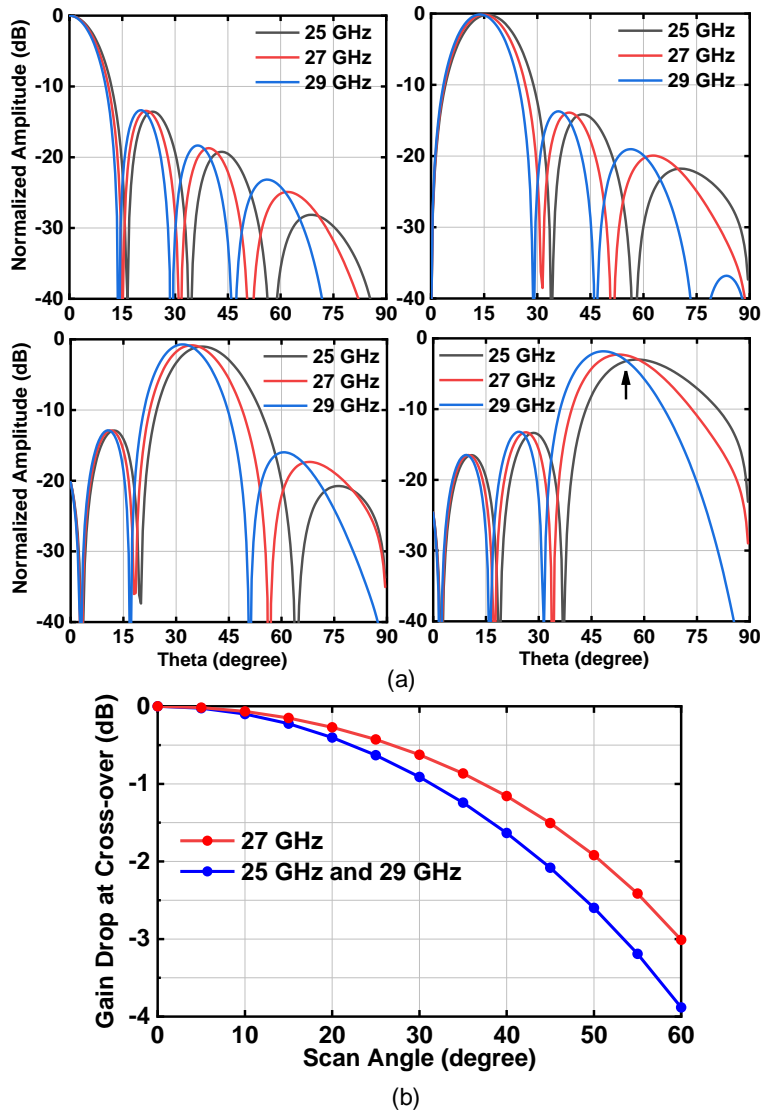 Normalized Amplitude (dB)
0
-10
-20
-30
-40
0 15 30 45 60 75 90
25 GHz
27 GHz
29 GHz
0
-10
-20
-30
-40
0 15 30 45 60 75 90
25 GHz
27 GHz
29 GHz
Normalized Amplitude (dB)
0
-10
-20
-30
-40
0 15 30 45 60 75 90
Theta (degree)
25 GHz
27 GHz
29 GHz
0
-10
-20
-30
-40
0 15 30 45 60 75 90
Theta (degree)
25 GHz
27 GHz
29 GHz
(a)
Gain Drop at Cross-over (dB)
0
-1
-2
-3
-4
27 GHz
25 GHz and 29 GHz
0 10 20 30 40 50 60
Scan Angle (degree)
(b)